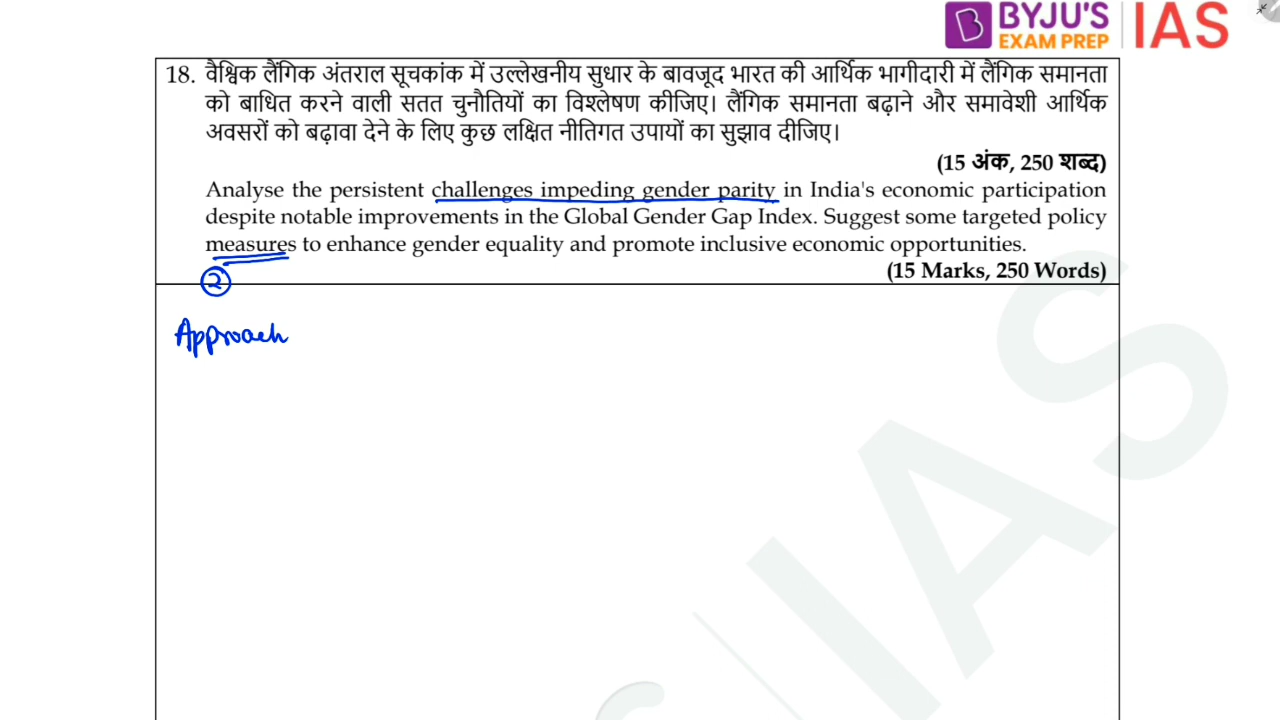 BYJU'S IAS
EXAM PREP
18. वैश्विक लैंगिक अंतराल सूचकांक में उल्लेखनीय सुधार के बावजूद भारत की आर्थिक भागीदारी में लैंगिक समानता
को बाधित करने वाली सतत चुनौतियों का विश्लेषण कीजिए। लैंगिक समानता बढ़ाने और समावेशी आर्थिक
अवसरों को बढ़ावा देने के लिए कुछ लक्षित नीतिगत उपायों का सुझाव दीजिए।
(15 अंक, 250 शब्द)
Analyse the persistent challenges impeding gender parity in India's economic participation
despite notable improvements in the Global Gender Gap Index. Suggest some targeted policy
measures to enhance gender equality and promote inclusive economic opportunities.
(15 Marks, 250 Words)
2
Approach
IAS